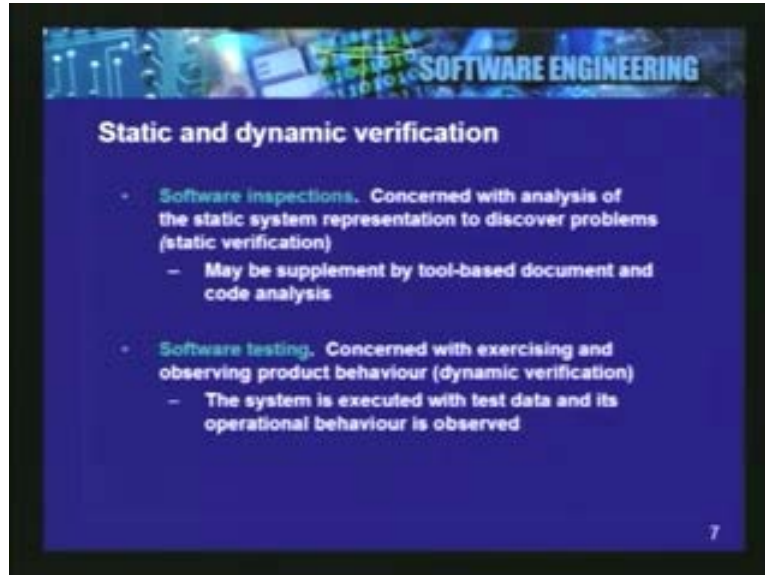 SOFTWARE ENGINEERING
Static and dynamic verification
- Software inspections. Concerned with analysis of
the static system representation to discover problems
(static verification)
– May be supplement by tool-based document and
code analysis
- Software testing. Concerned with exercising and
observing product behaviour (dynamic verification)
– The system is executed with test data and its
operational behaviour is observed
7